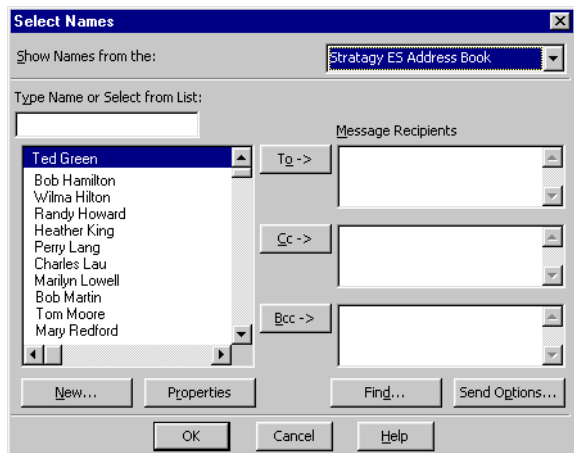 Select Names
Show Names from the:
Stratagy ES Address Book
Type Name or Select from List:
Message Recipients
Ted Green
Bob Hamilton
Wilma Hilton
Randy Howard
Heather King
Perry Lang
Charles Lau
Marilyn Lowell
Bob Martin
Tom Moore
Mary Redford
To ->
Cc ->
Bcc ->
New...
Properties
Find...
Send Options...
OK
Cancel
Help